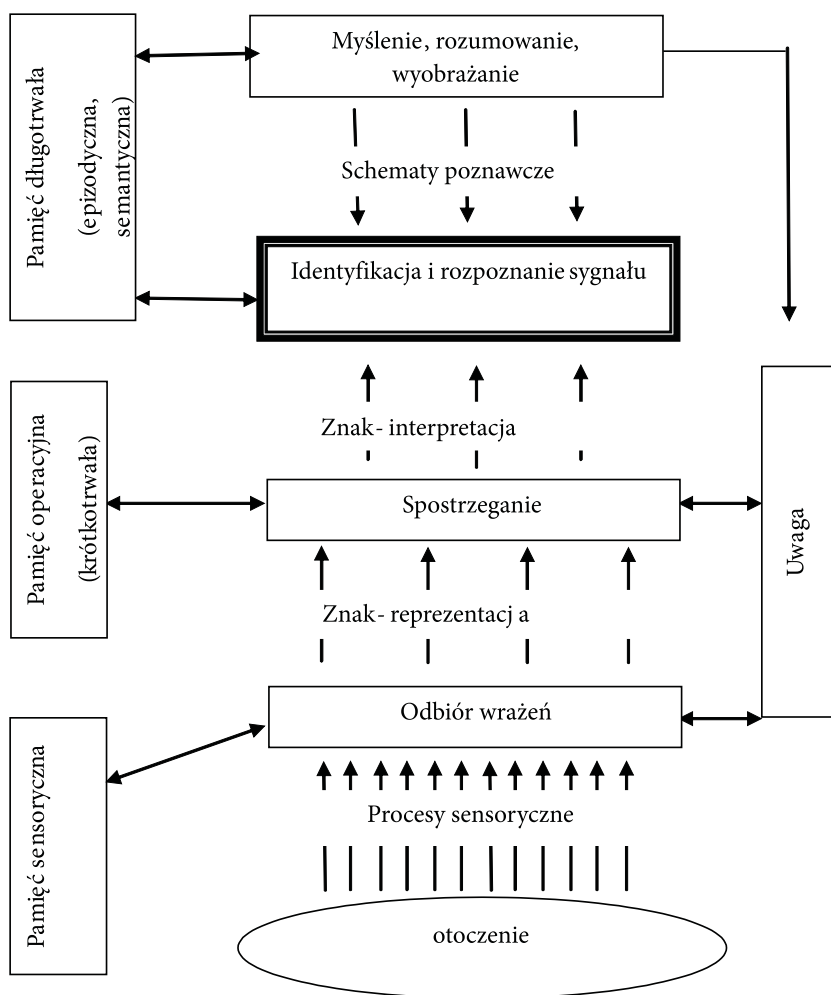 Myślenie, rozumowanie,
wyobrażanie
Pamięć długotrwała
(epizodyczna,
semantyczna)
Schematy poznawcze
Identyfikacja i rozpoznanie sygnału
Znak- interpretacja
Pamięć operacyjna
(krótkotrwała)
Spostrzeganie
Uwaga
Znak- reprezentacj a
Odbiór wrażeń
Pamięć sensoryczna
Procesy sensoryczne
otoczenie